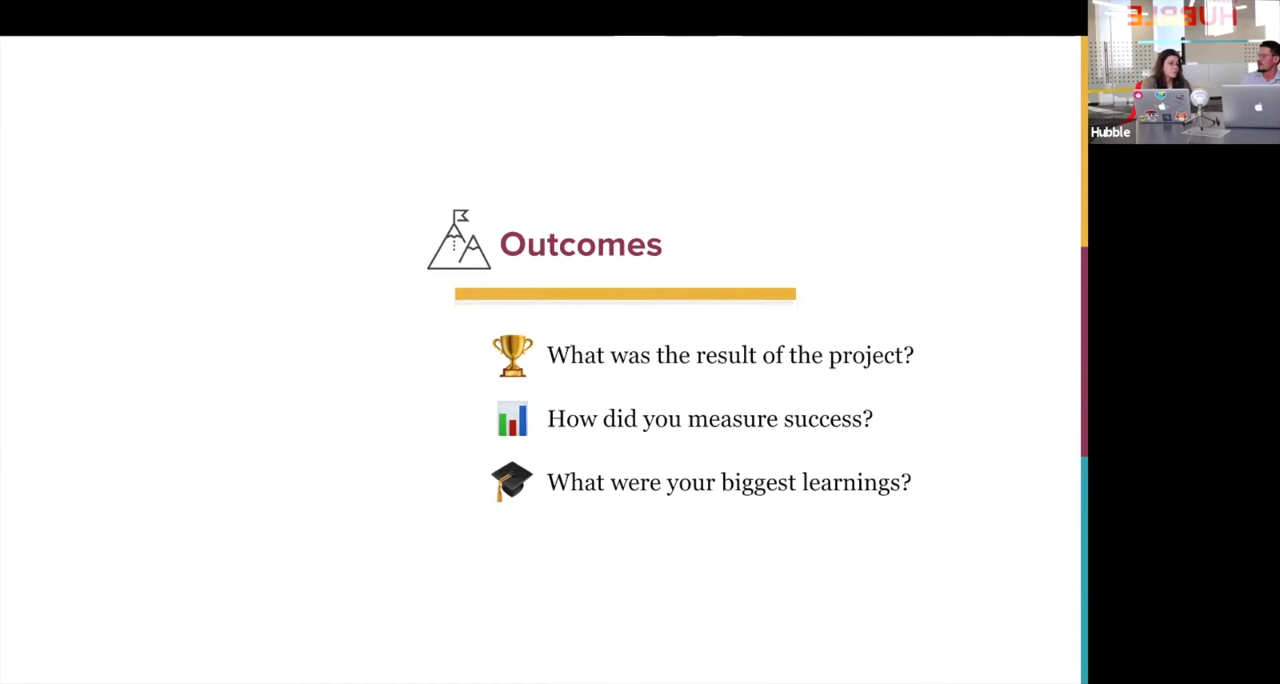 HUBBLE
Hubble
Outcomes
What was the result of the project?
How did you measure success?
What were your biggest learnings?